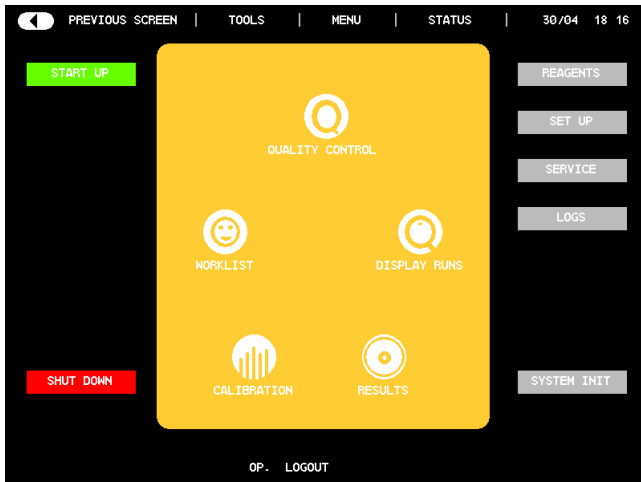 PREVIOUS SCREEN | TOOLS | MENU | STATUS | 30/04 18 16
START UP
REAGENTS
QUALITY CONTROL
SET UP
SERVICE
LOGS
WORKLIST
DISPLAY RUNS
SHUT DOWN
CALIBRATION
RESULTS
SYSTEM INIT
OP. LOGOUT